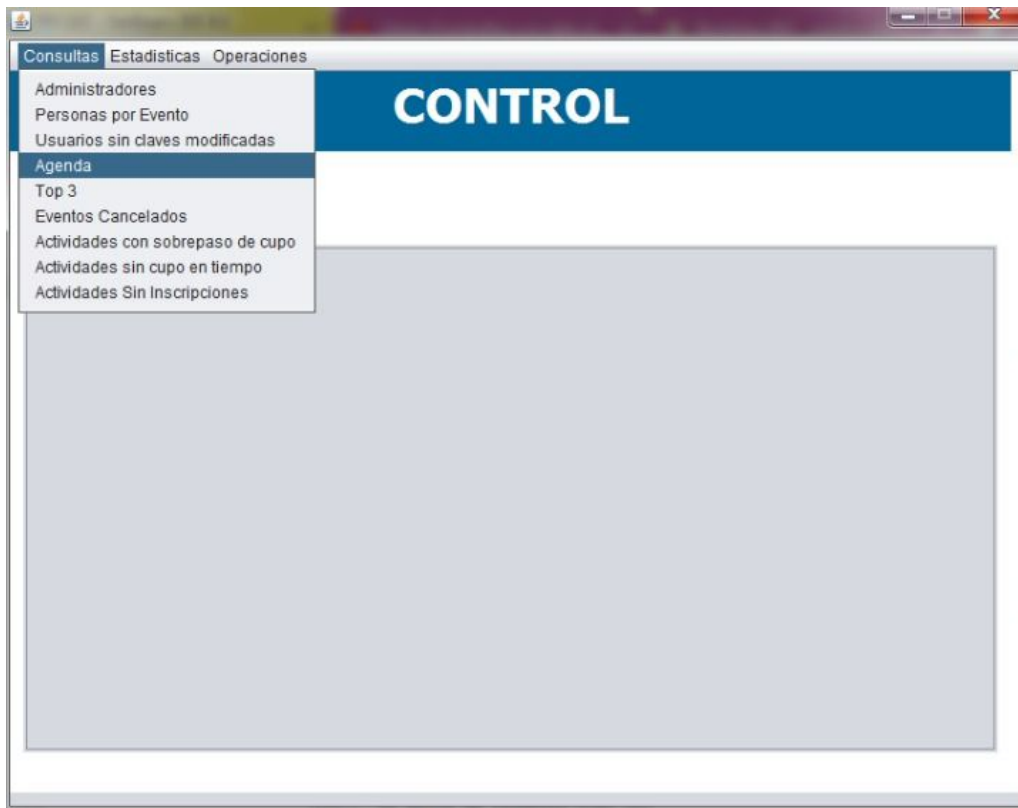 Consultas Estadisticas Operaciones
CONTROL
Administradores
Personas por Evento
Usuarios sin claves modificadas
Agenda
Top 3
Eventos Cancelados
Actividades con sobrepaso de cupo
Actividades sin cupo en tiempo
Actividades Sin Inscripciones